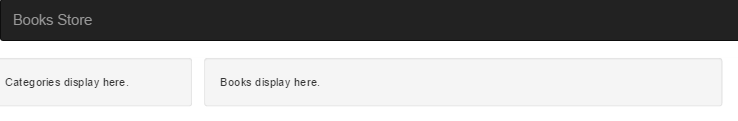 Books Store
Categories display here.
Books display here.